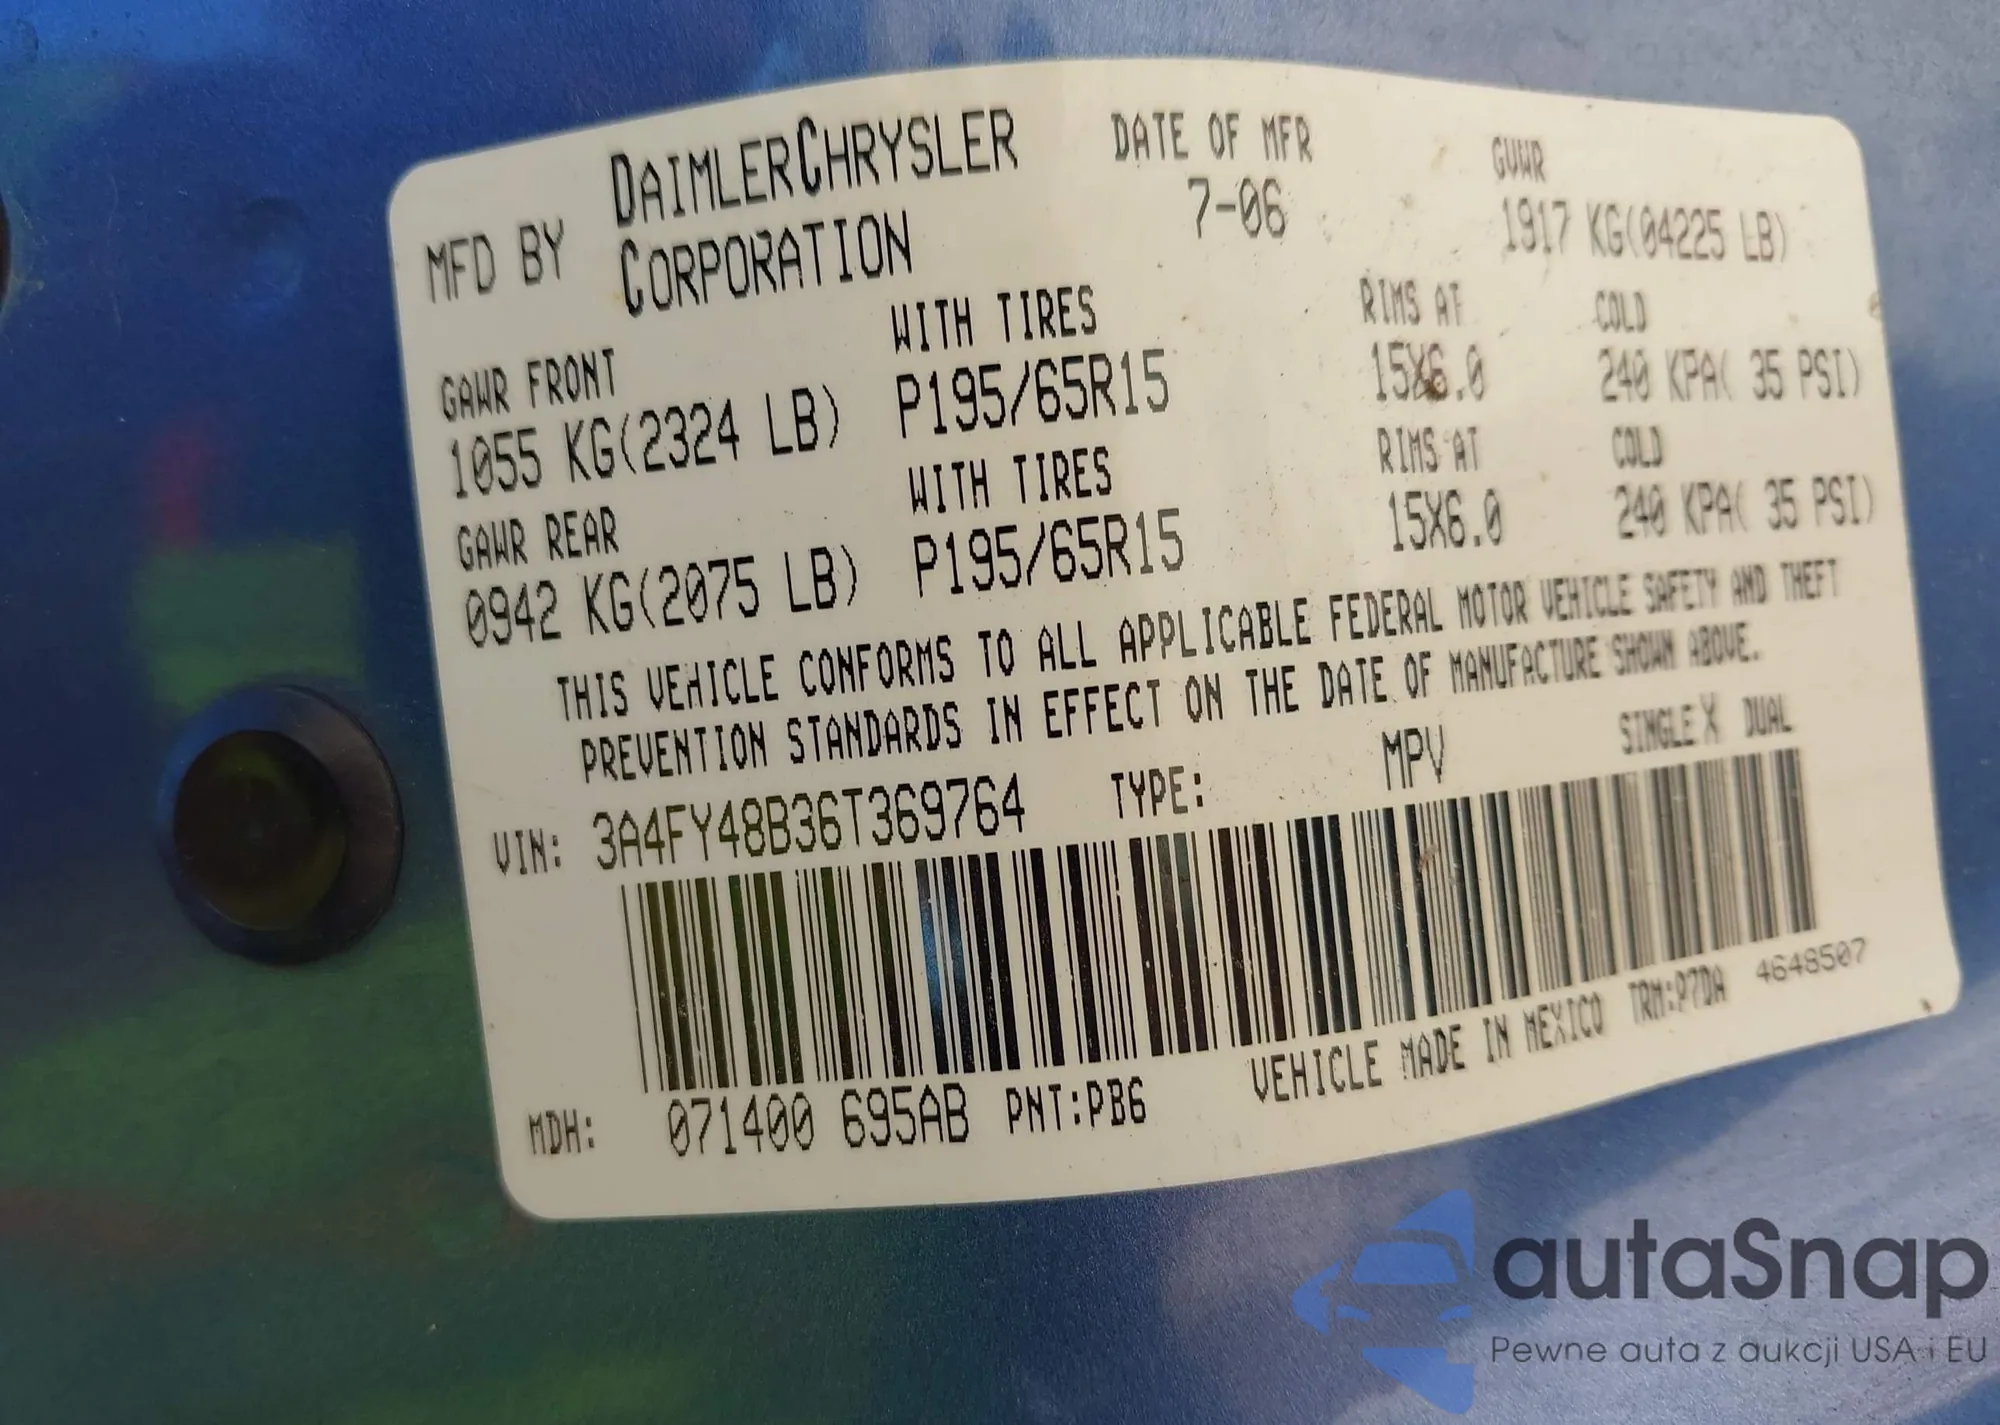 MFD BY DAIMLERCHRYSLER CORPORATION
DATE OF MFR
7-06
GVWR
1917 KG(04225 LB)
GAWR FRONT WITH TIRES RIMS AT COLD
1055 KG(2324 LB) P195/65R15 15X6.0 240 KPA( 35 PSI)
GAWR REAR WITH TIRES RIMS AT COLD
0942 KG(2075 LB) P195/65R15 15X6.0 240 KPA( 35 PSI)
THIS VEHICLE CONFORMS TO ALL APPLICABLE FEDERAL MOTOR VEHICLE SAFETY AND THEFT
PREVENTION STANDARDS IN EFFECT ON THE DATE OF MANUFACTURE SHOWN ABOVE.
VIN: 3A4FY48B36T369764 TYPE: MPV SINGLE X DUAL
MDH: 071400 695AB PNT:PB6 VEHICLE MADE IN MEXICO TRM:P7DA 4648507
autaSnap
Pewne auta z aukcji USA i EU